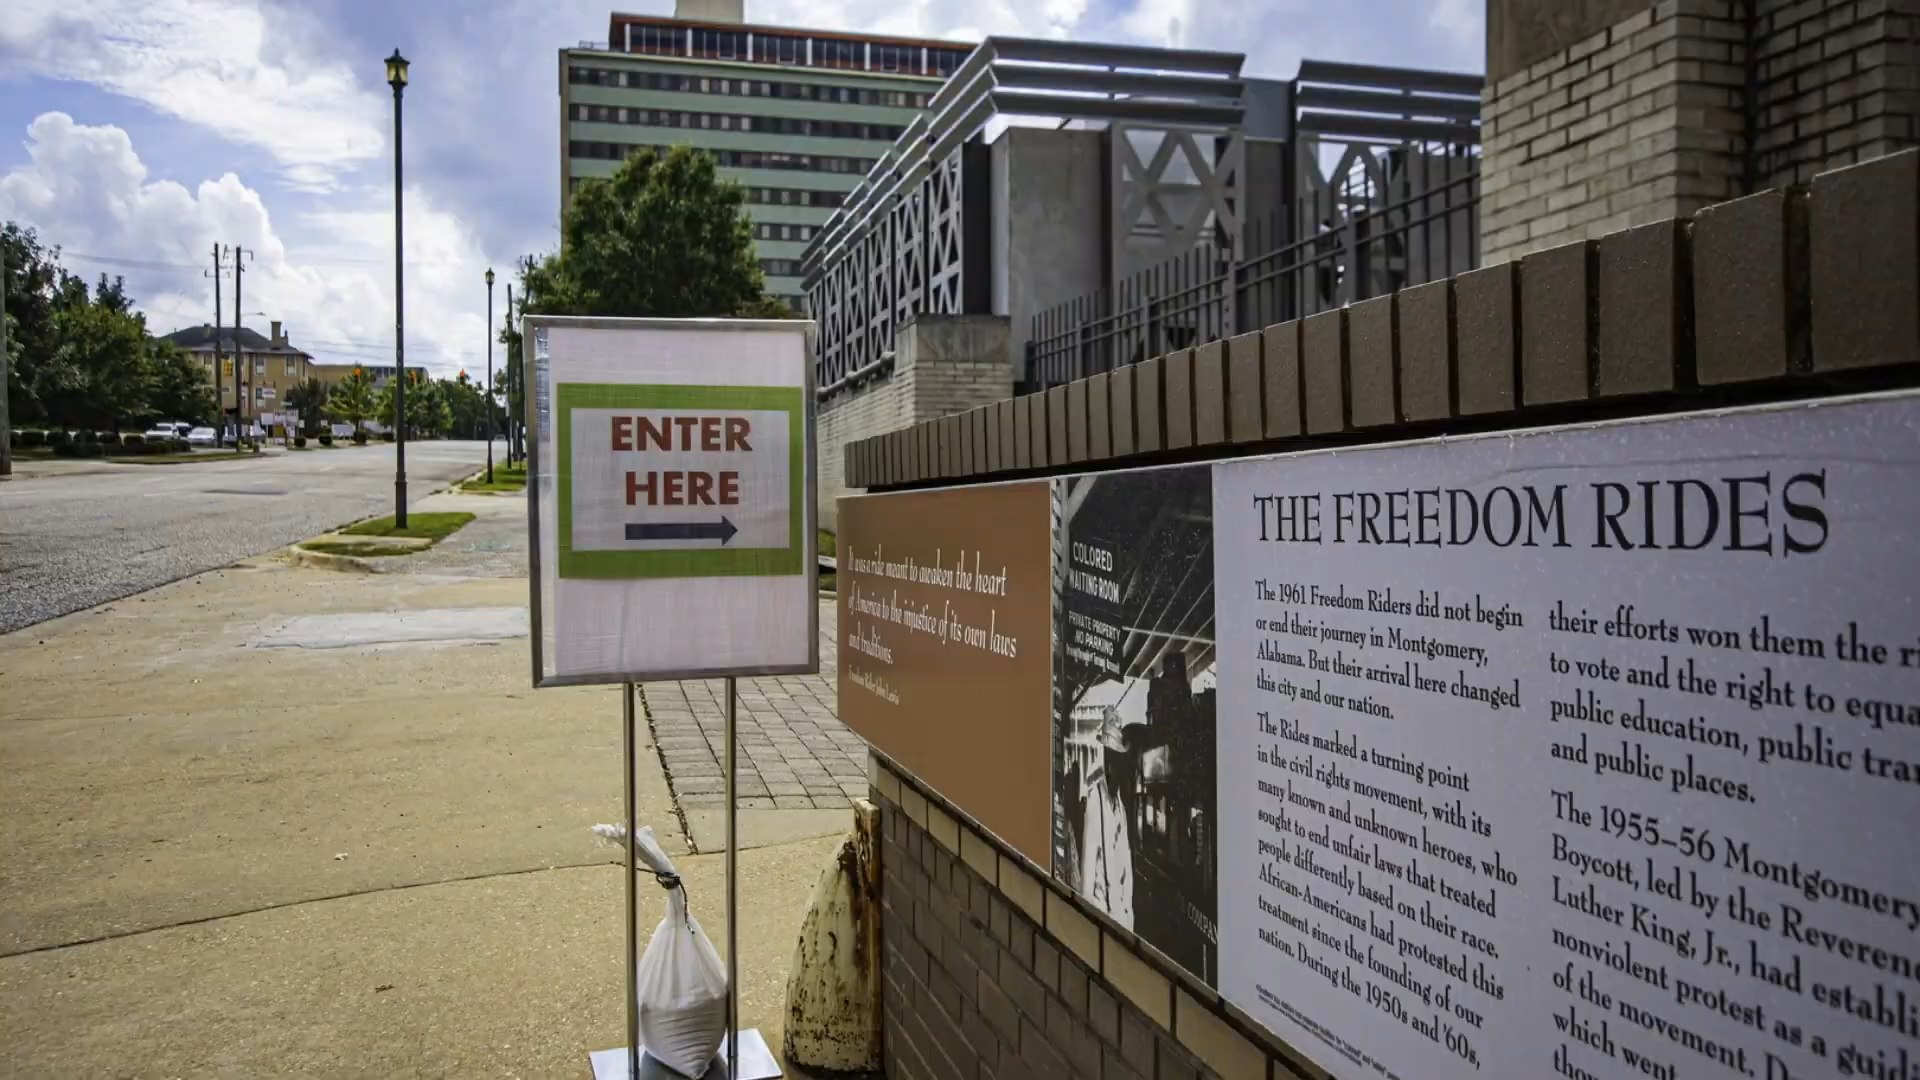 ENTER
HERE
It was a ride meant to awaken the heart
of America to the injustice of its own laws
and traditions.
Freedom Rider John Lewis
COLORED
WAITING ROOM
PRIVATE PROPERTY
NO PARKING
THE FREEDOM RIDES
The 1961 Freedom Riders did not begin
or end their journey in Montgomery,
Alabama. But their arrival here changed
this city and our nation.
The Rides marked a turning point
in the civil rights movement, with its
many known and unknown heroes, who
sought to end unfair laws that treated
people differently based on their race.
African-Americans had protested this
treatment since the founding of our
nation. During the 1950s and '60s,
their efforts won them the
to vote and the right to
public education, public
and public places.
The 1955–56 Montgomery
Boycott, led by the
Luther King, Jr., had
nonviolent protest as a
of the movement.
which went